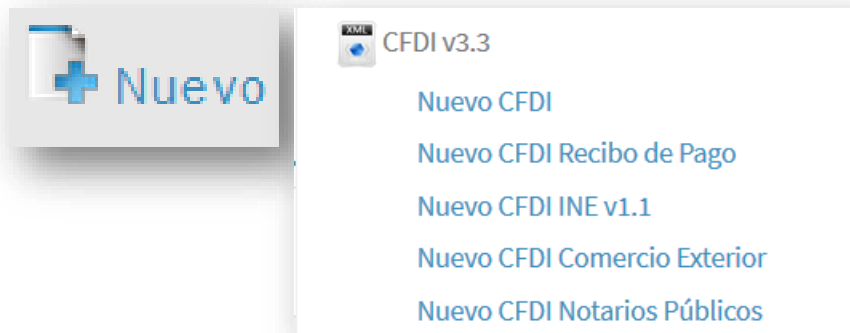 Nuevo
XML
CFDI v3.3
Nuevo CFDI
Nuevo CFDI Recibo de Pago
Nuevo CFDI INE v1.1
Nuevo CFDI Comercio Exterior
Nuevo CFDI Notarios Públicos